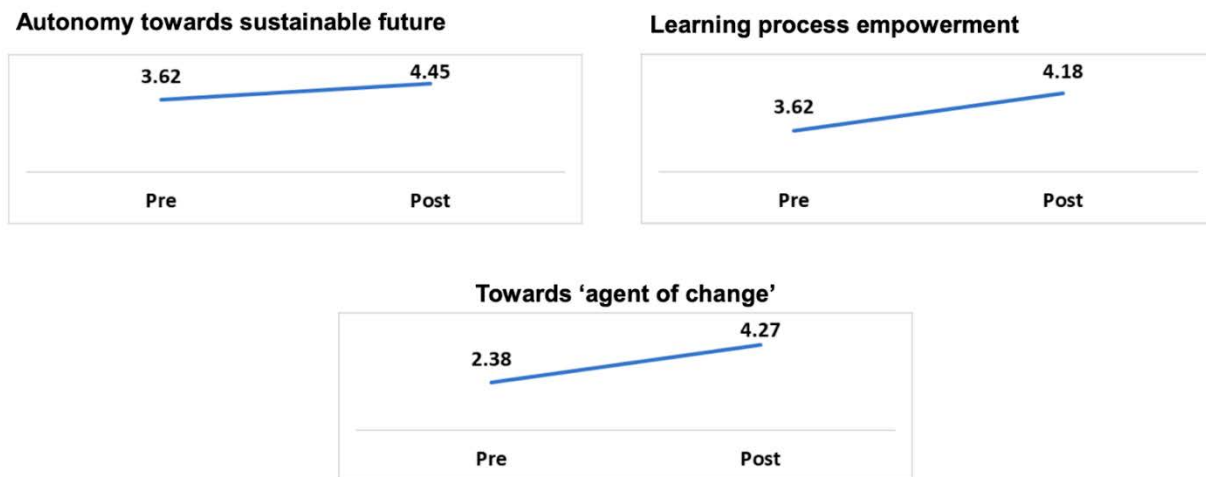 Autonomy towards sustainable future
3.62
4.45
Pre
Post
Learning process empowerment
3.62
4.18
Pre
Post
Towards ‘agent of change’
2.38
4.27
Pre
Post